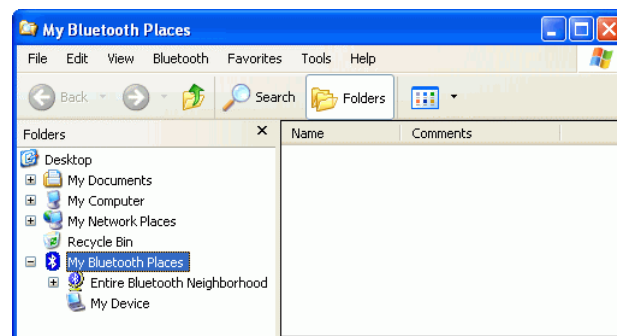 My Bluetooth Places
File Edit View Bluetooth Favorites Tools Help
Back Search Folders
Folders Name Comments
Desktop
My Documents
My Computer
My Network Places
Recycle Bin
My Bluetooth Places
Entire Bluetooth Neighborhood
My Device